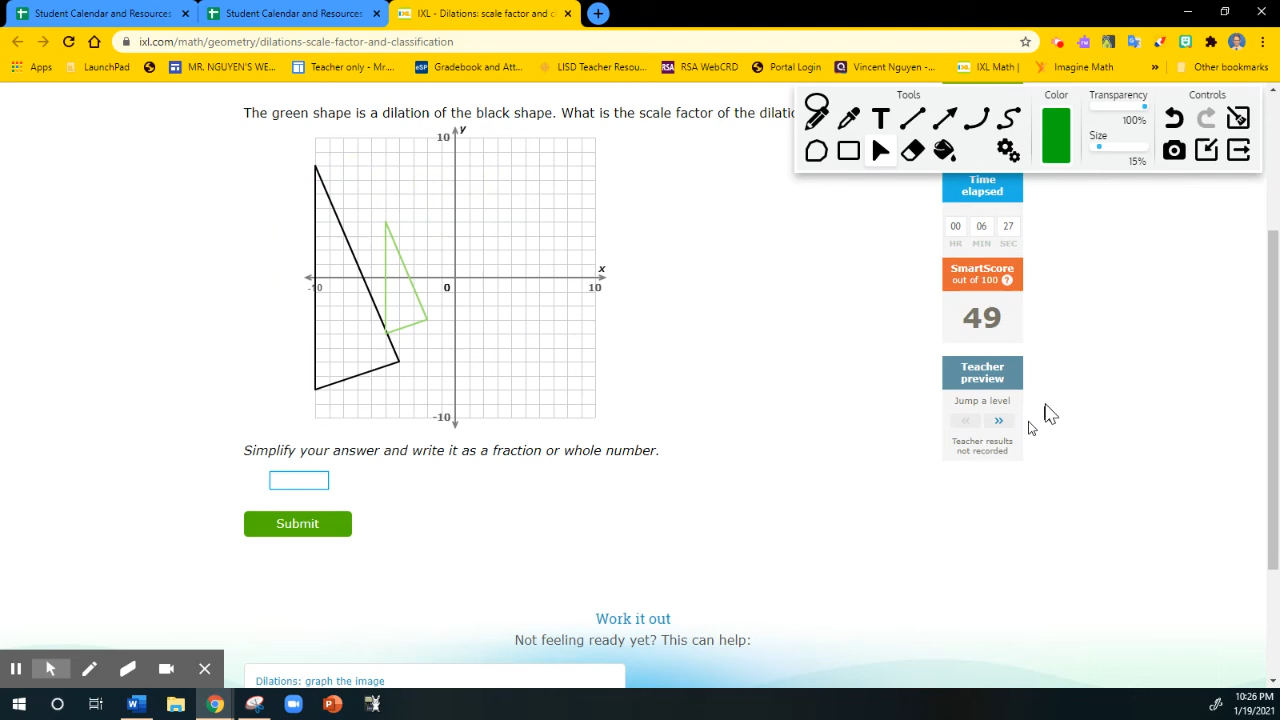 Student Calendar and Resources
Student Calendar and Resources
IXL - Dilations: scale factor and c
ixl.com/math/geometry/dilations-scale-factor-and-classification
Apps
LaunchPad
MR. NGUYEN'S WE...
Teacher only - Mr....
Gradebook and Att...
LISD Teacher Resou...
RSA WebCRD
Portal Login
Vincent Nguyen -...
IXL Math |
Imagine Math
»
Other bookmarks
Tools
Color
Transparency
Controls
100%
Size
15%
T
The green shape is a dilation of the black shape. What is the scale factor of the dilati
y
10
x
-10
0
10
-10
Time
elapsed
00 06 27
HR MIN SEC
SmartScore
out of 100 ?
49
Teacher
preview
Jump a level
« »
Teacher results
not recorded
Simplify your answer and write it as a fraction or whole number.
Submit
Work it out
Not feeling ready yet? This can help:
Dilations: graph the image
10:26 PM
1/19/2021